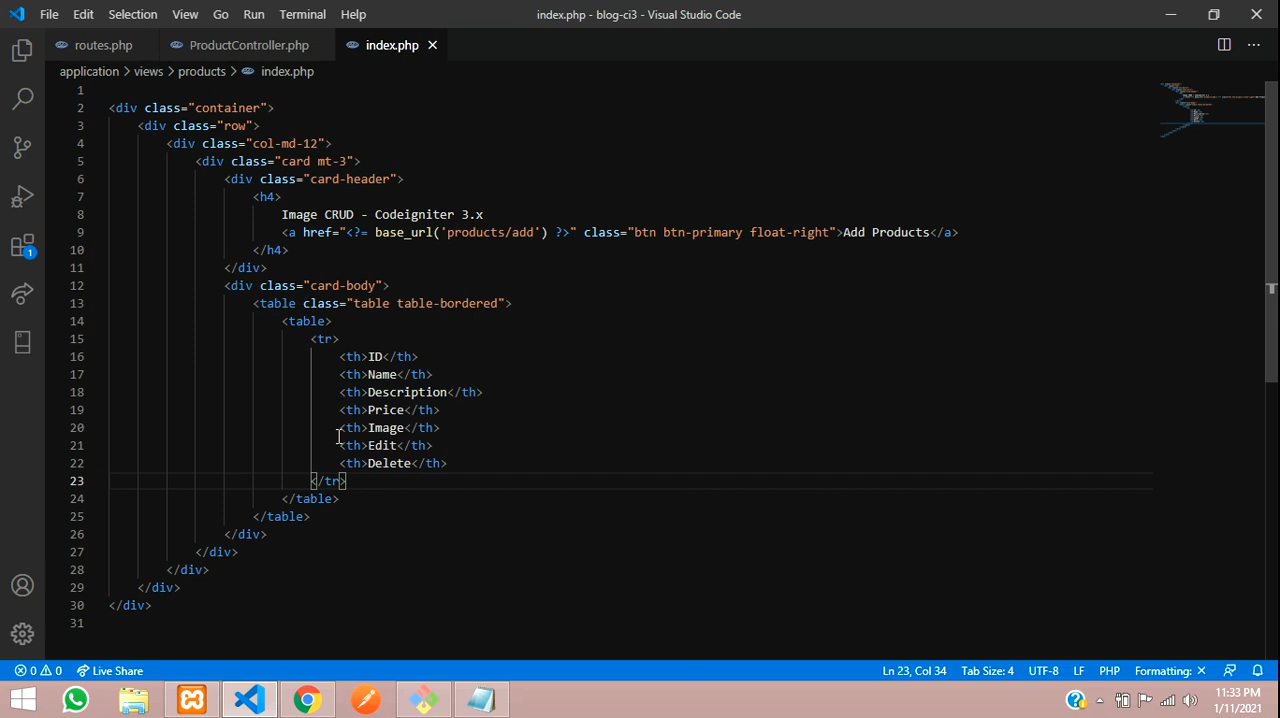 File Edit Selection View Go Run Terminal Help
index.php - blog-ci3 - Visual Studio Code
routes.php ProductController.php index.php
application > views > products > index.php
1
2 <div class="container">
3 <div class="row">
4 <div class="col-md-12">
5 <div class="card mt-3">
6 <div class="card-header">
7 <h4>
8 Image CRUD - Codeigniter 3.x
9 <a href="<?= base_url('products/add') ?>" class="btn btn-primary float-right">Add Products</a>
10 </h4>
11 </div>
12 <div class="card-body">
13 <table class="table table-bordered">
14 <table>
15 <tr>
16 <th>ID</th>
17 <th>Name</th>
18 <th>Description</th>
19 <th>Price</th>
20 <th>Image</th>
21 <th>Edit</th>
22 <th>Delete</th>
23 </tr>
24 </table>
25 </table>
26 </div>
27 </div>
28 </div>
29 </div>
30 </div>
31
1
0 0 Live Share Ln 23, Col 34 Tab Size: 4 UTF-8 LF PHP Formatting: ×
11:33 PM
1/11/2021